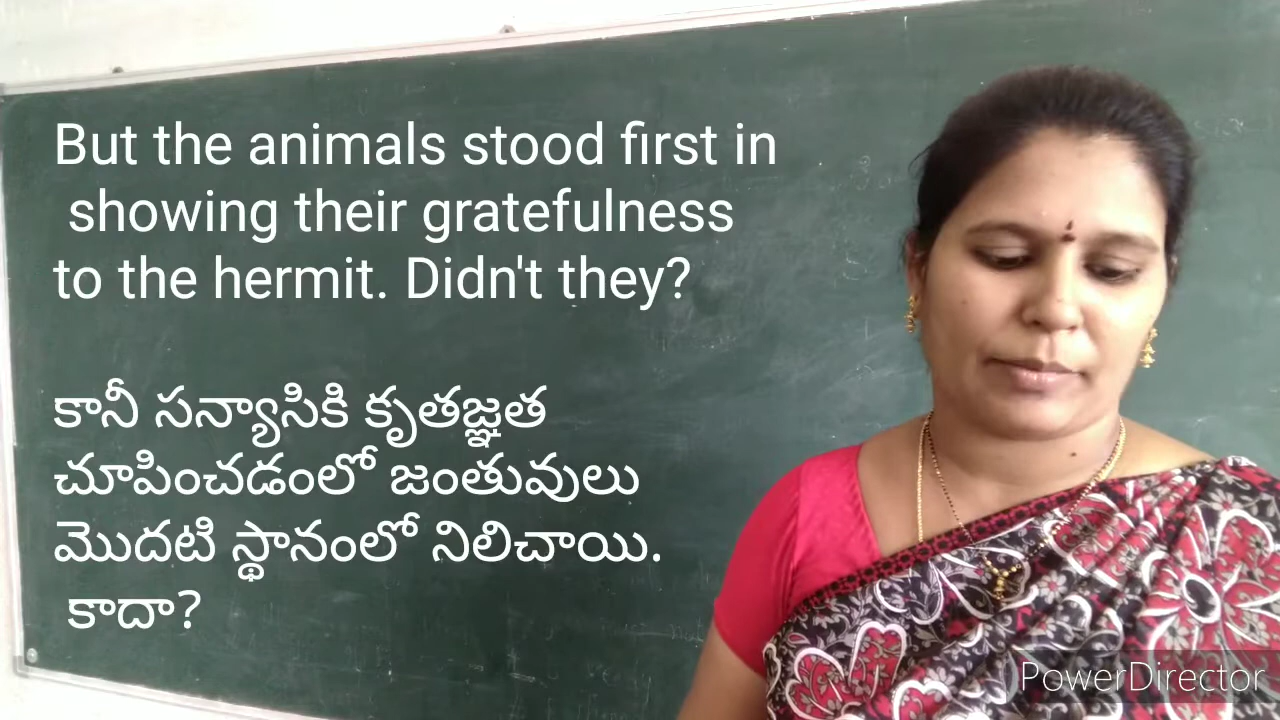 But the animals stood first in
showing their gratefulness
to the hermit. Didn't they?
కానీ సన్యాసికి కృతజ్ఞత
చూపించడంలో జంతువులు
మొదటి స్థానంలో నిలిచాయి.
కాదా?
PowerDirector